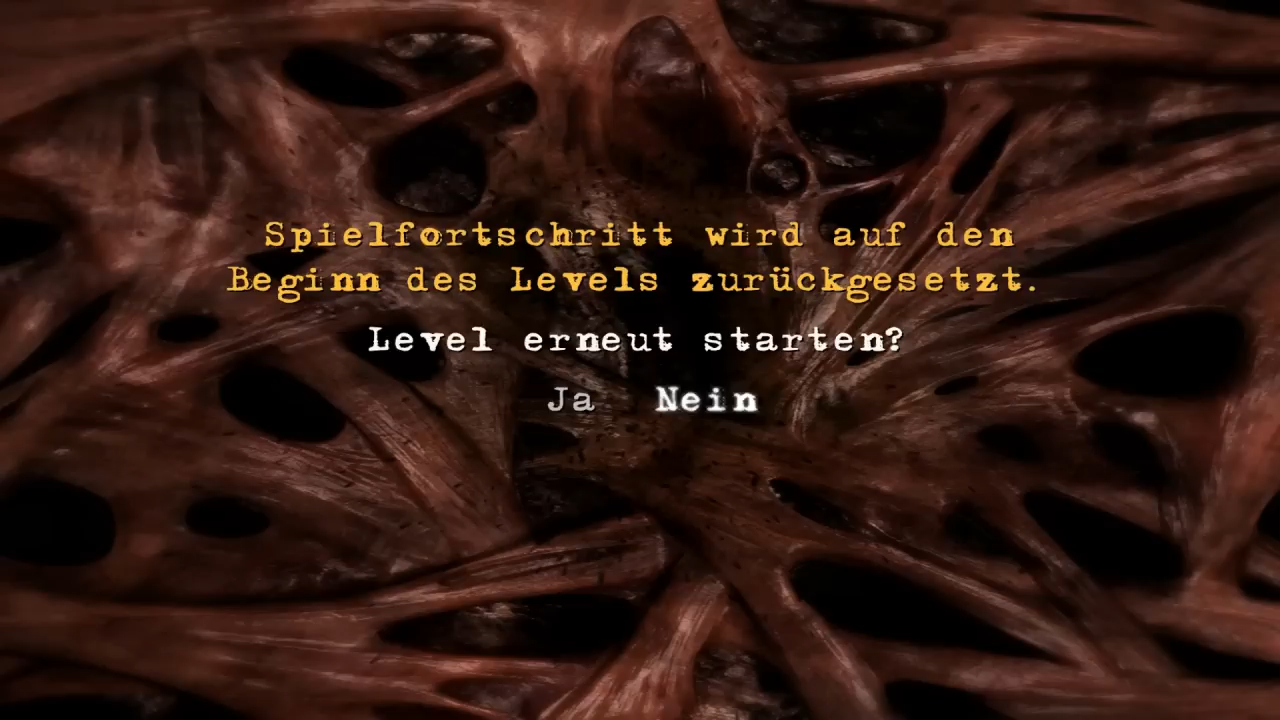 Spielfortschritt wird auf den
Beginn des Levels zurückgesetzt.
Level erneut starten?
Ja Nein